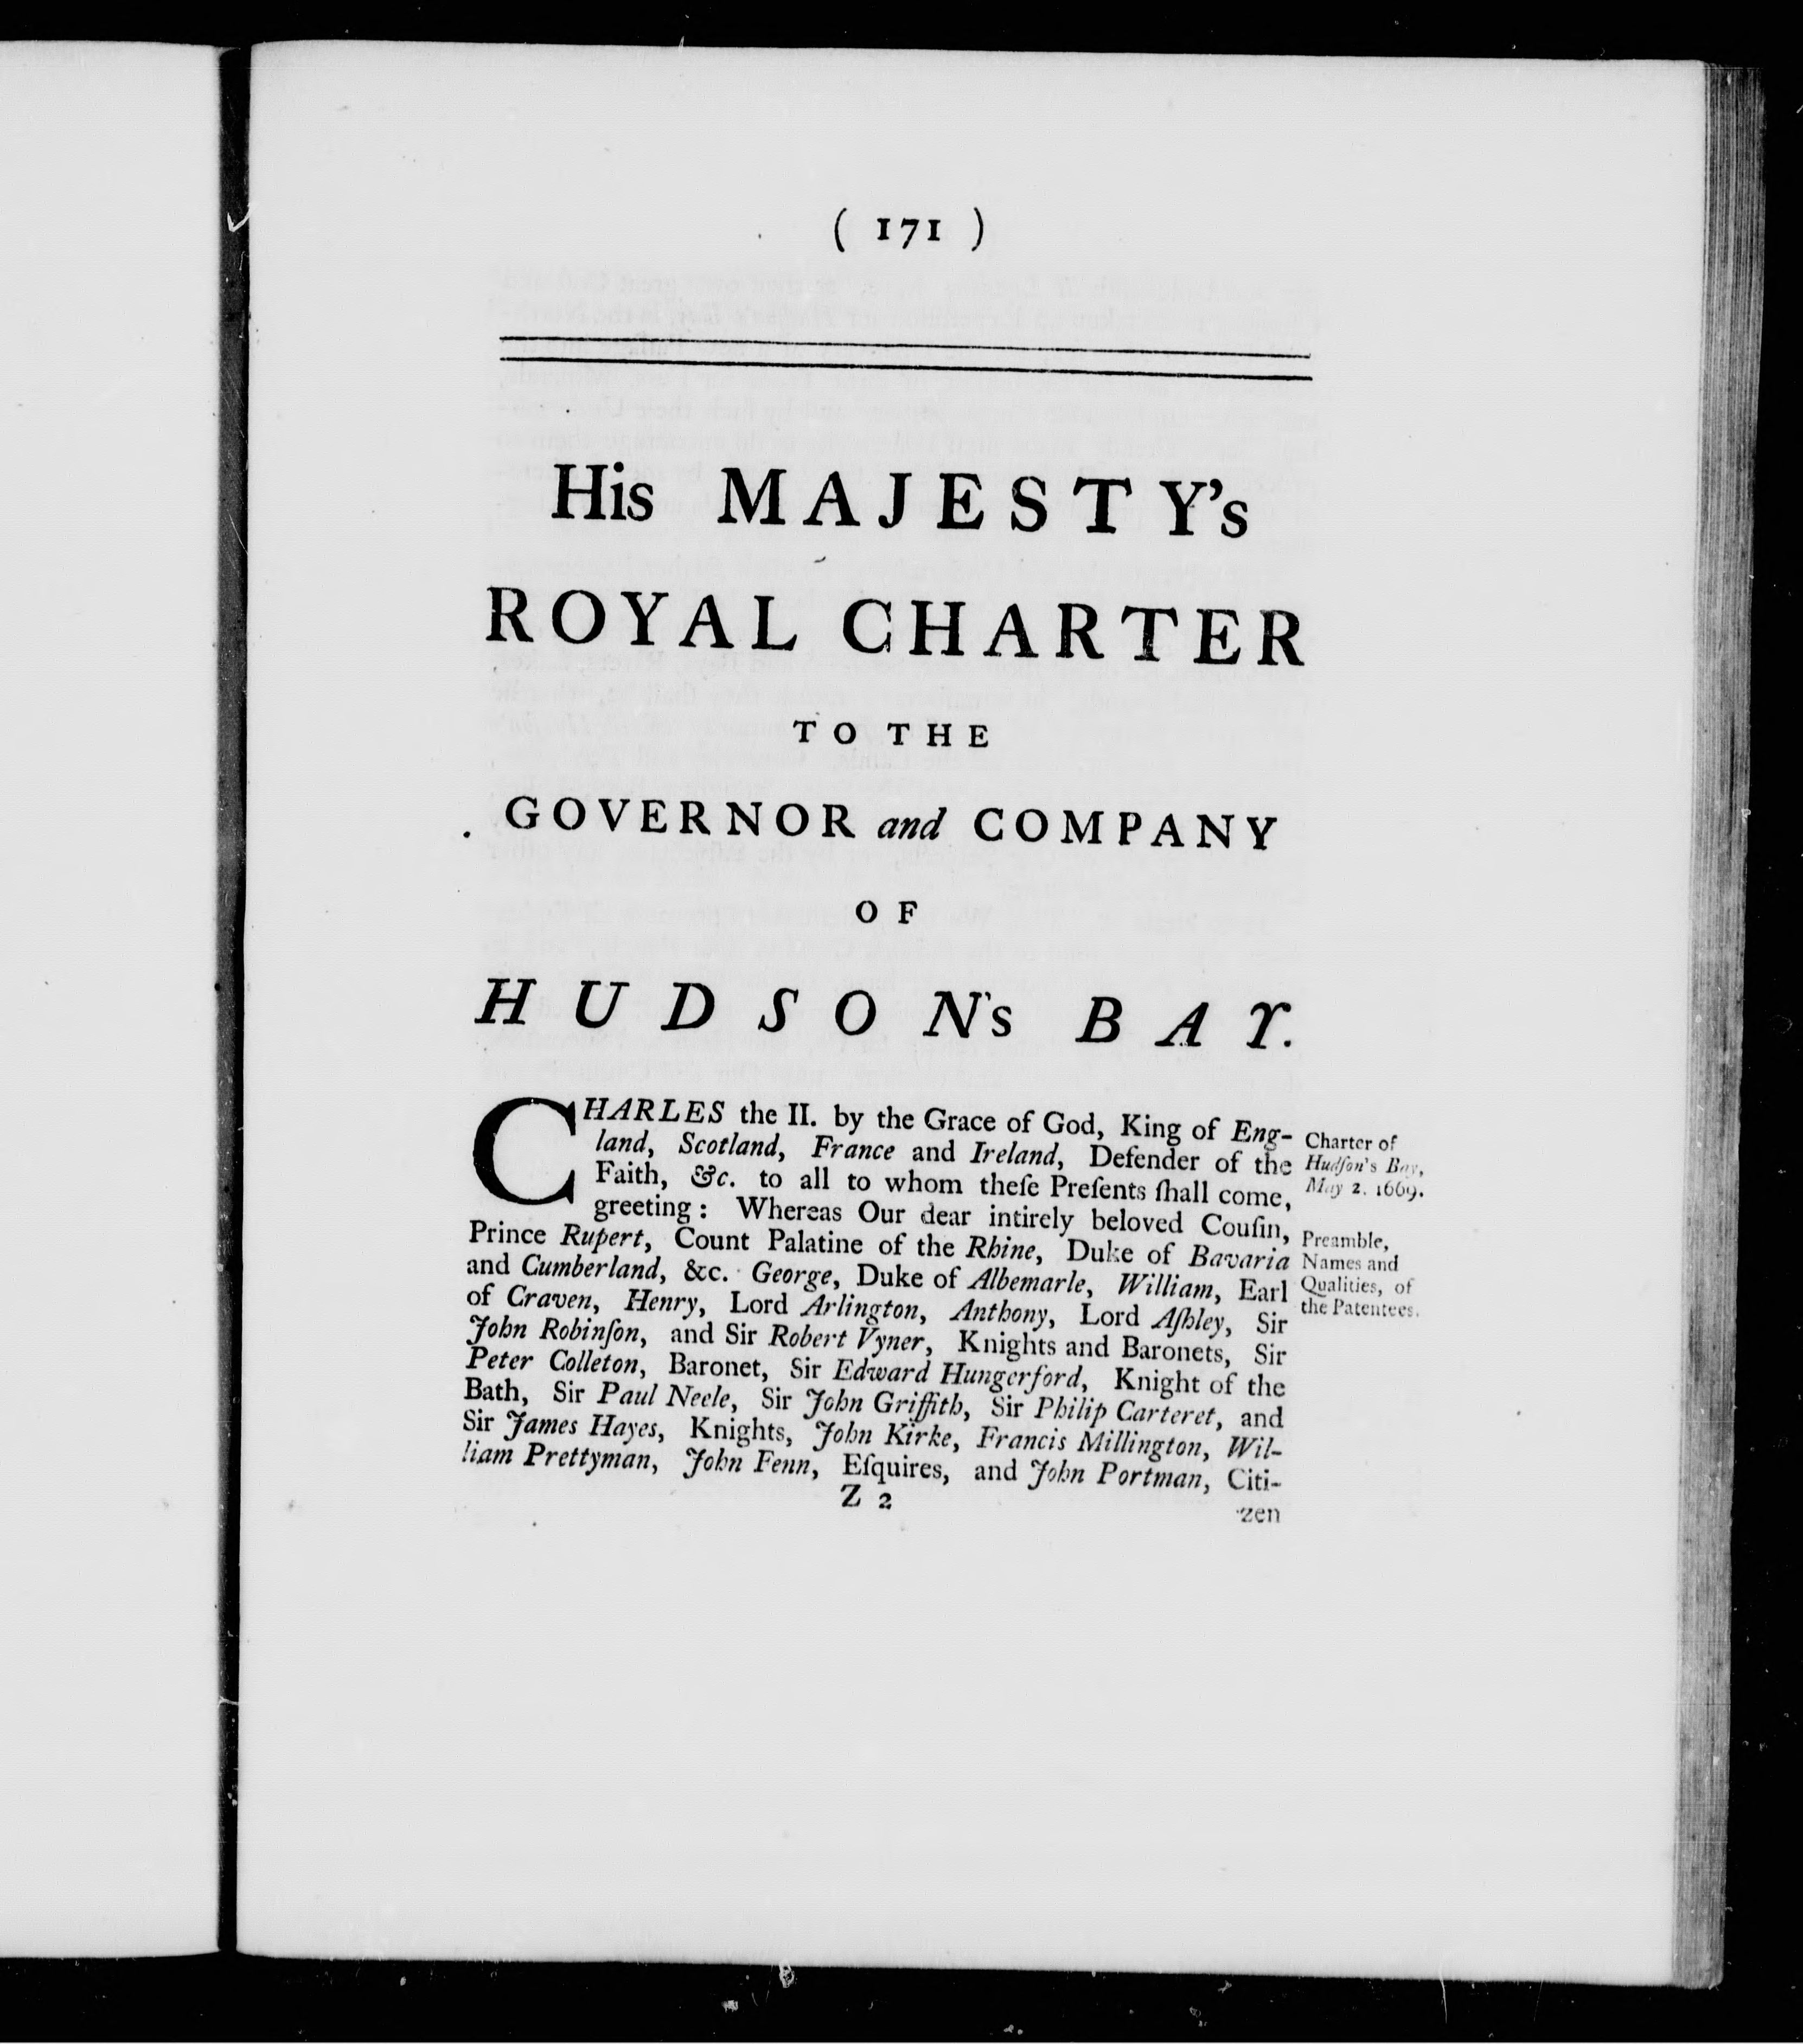 ( 171 )
His MAJESTY's
ROYAL CHARTER
TO THE
GOVERNOR and COMPANY
OF
HUDSON's BAY.
CHARLES the II. by the Grace of God, King of Eng-
land, Scotland, France and Ireland, Defender of the
Faith, &c. to all to whom theſe Preſents ſhall come,
greeting: Whereas Our dear intirely beloved Couſin,
Prince Rupert, Count Palatine of the Rhine, Duke of Bavaria
and Cumberland, &c. George, Duke of Albemarle, William, Earl
of Craven, Henry, Lord Arlington, Anthony, Lord Aſhley, Sir
John Robinſon, and Sir Robert Vyner, Knights and Baronets, Sir
Peter Colleton, Baronet, Sir Edward Hungerford, Knight of the
Bath, Sir Paul Neele, Sir John Griffith, Sir Philip Carteret, and
Sir James Hayes, Knights, John Kirke, Francis Millington, Wil-
liam Prettyman, John Fenn, Eſquires, and John Portman, Citi-
Z 2
zen
Charter of
Hudſon's Bay,
May 2. 1669.
Preamble,
Names and
Qualities, of
the Patentees.